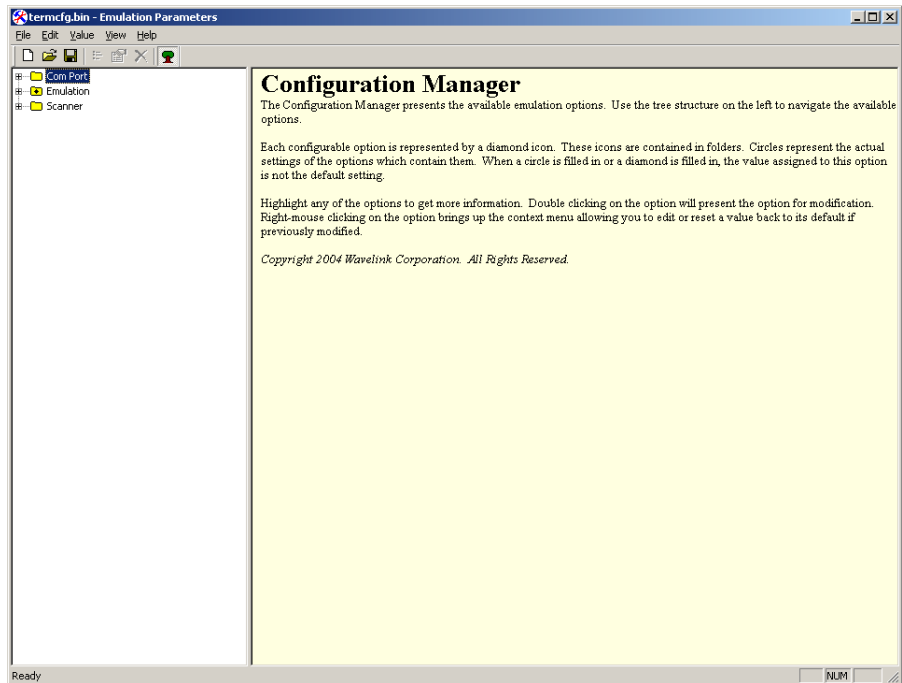 termcfg.bin - Emulation Parameters
File Edit Value View Help
Com Port
Emulation
Scanner
Configuration Manager
The Configuration Manager presents the available emulation options. Use the tree structure on the left to navigate the available
options.
Each configurable option is represented by a diamond icon. These icons are contained in folders. Circles represent the actual
settings of the options which contain them. When a circle is filled in or a diamond is filled in, the value assigned to this option
is not the default setting.
Highlight any of the options to get more information. Double clicking on the option will present the option for modification.
Right-mouse clicking on the option brings up the context menu allowing you to edit or reset a value back to its default if
previously modified.
Copyright 2004 Wavelink Corporation. All Rights Reserved.
Ready
NUM